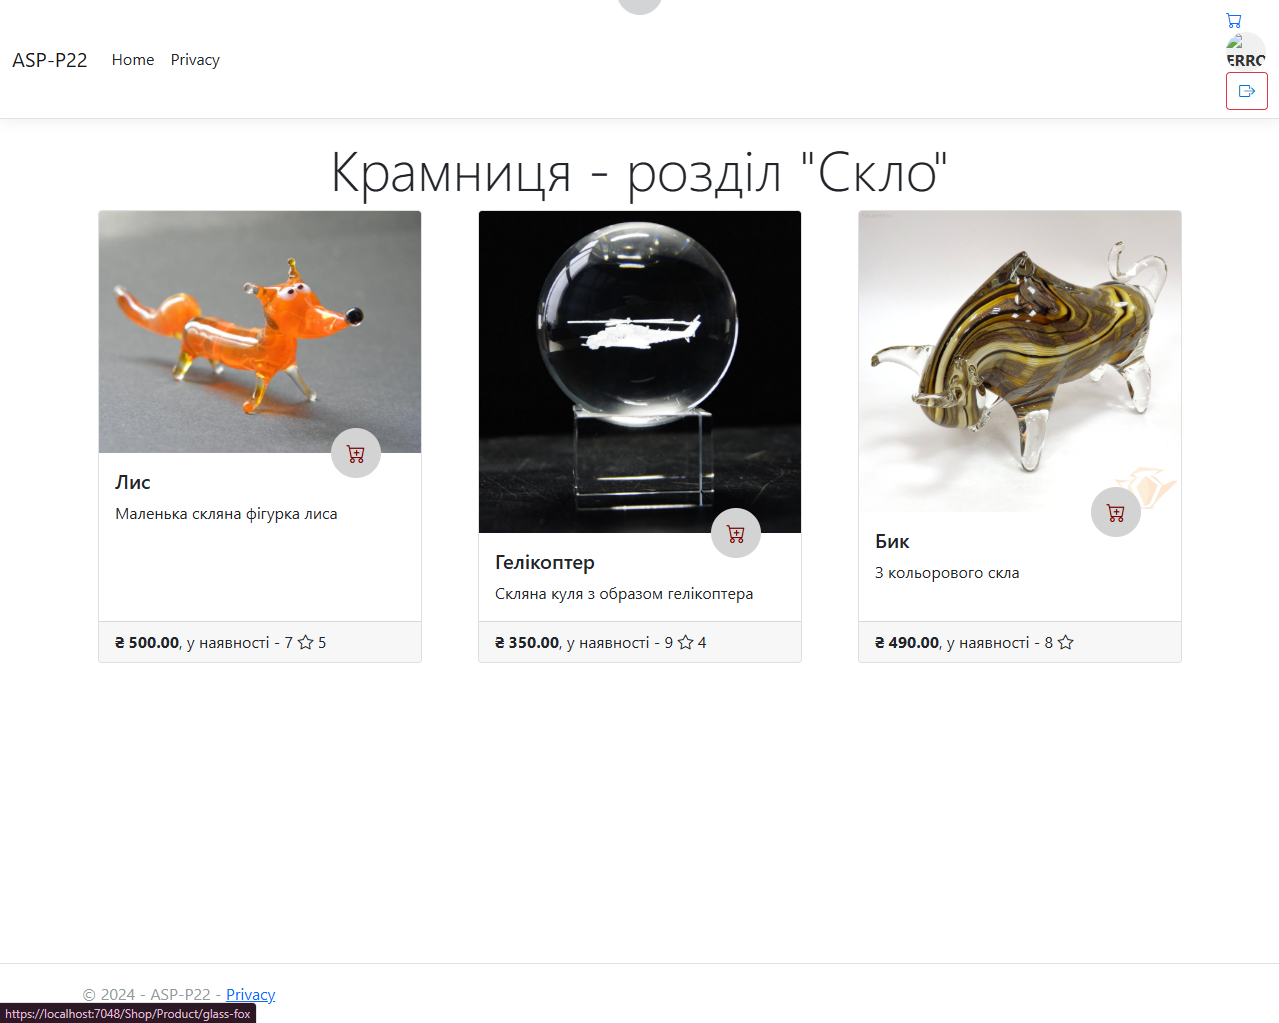 ASP-P22 Home Privacy
ERRO
Крамниця - розділ "Скло"
Лис
Маленька скляна фігурка лиса
₴ 500.00, у наявності - 7 5
Гелікоптер
Скляна куля з образом гелікоптера
₴ 350.00, у наявності - 9 4
Бик
З кольорового скла
₴ 490.00, у наявності - 8
© 2024 - ASP-P22 - Privacy
https://localhost:7048/Shop/Product/glass-fox